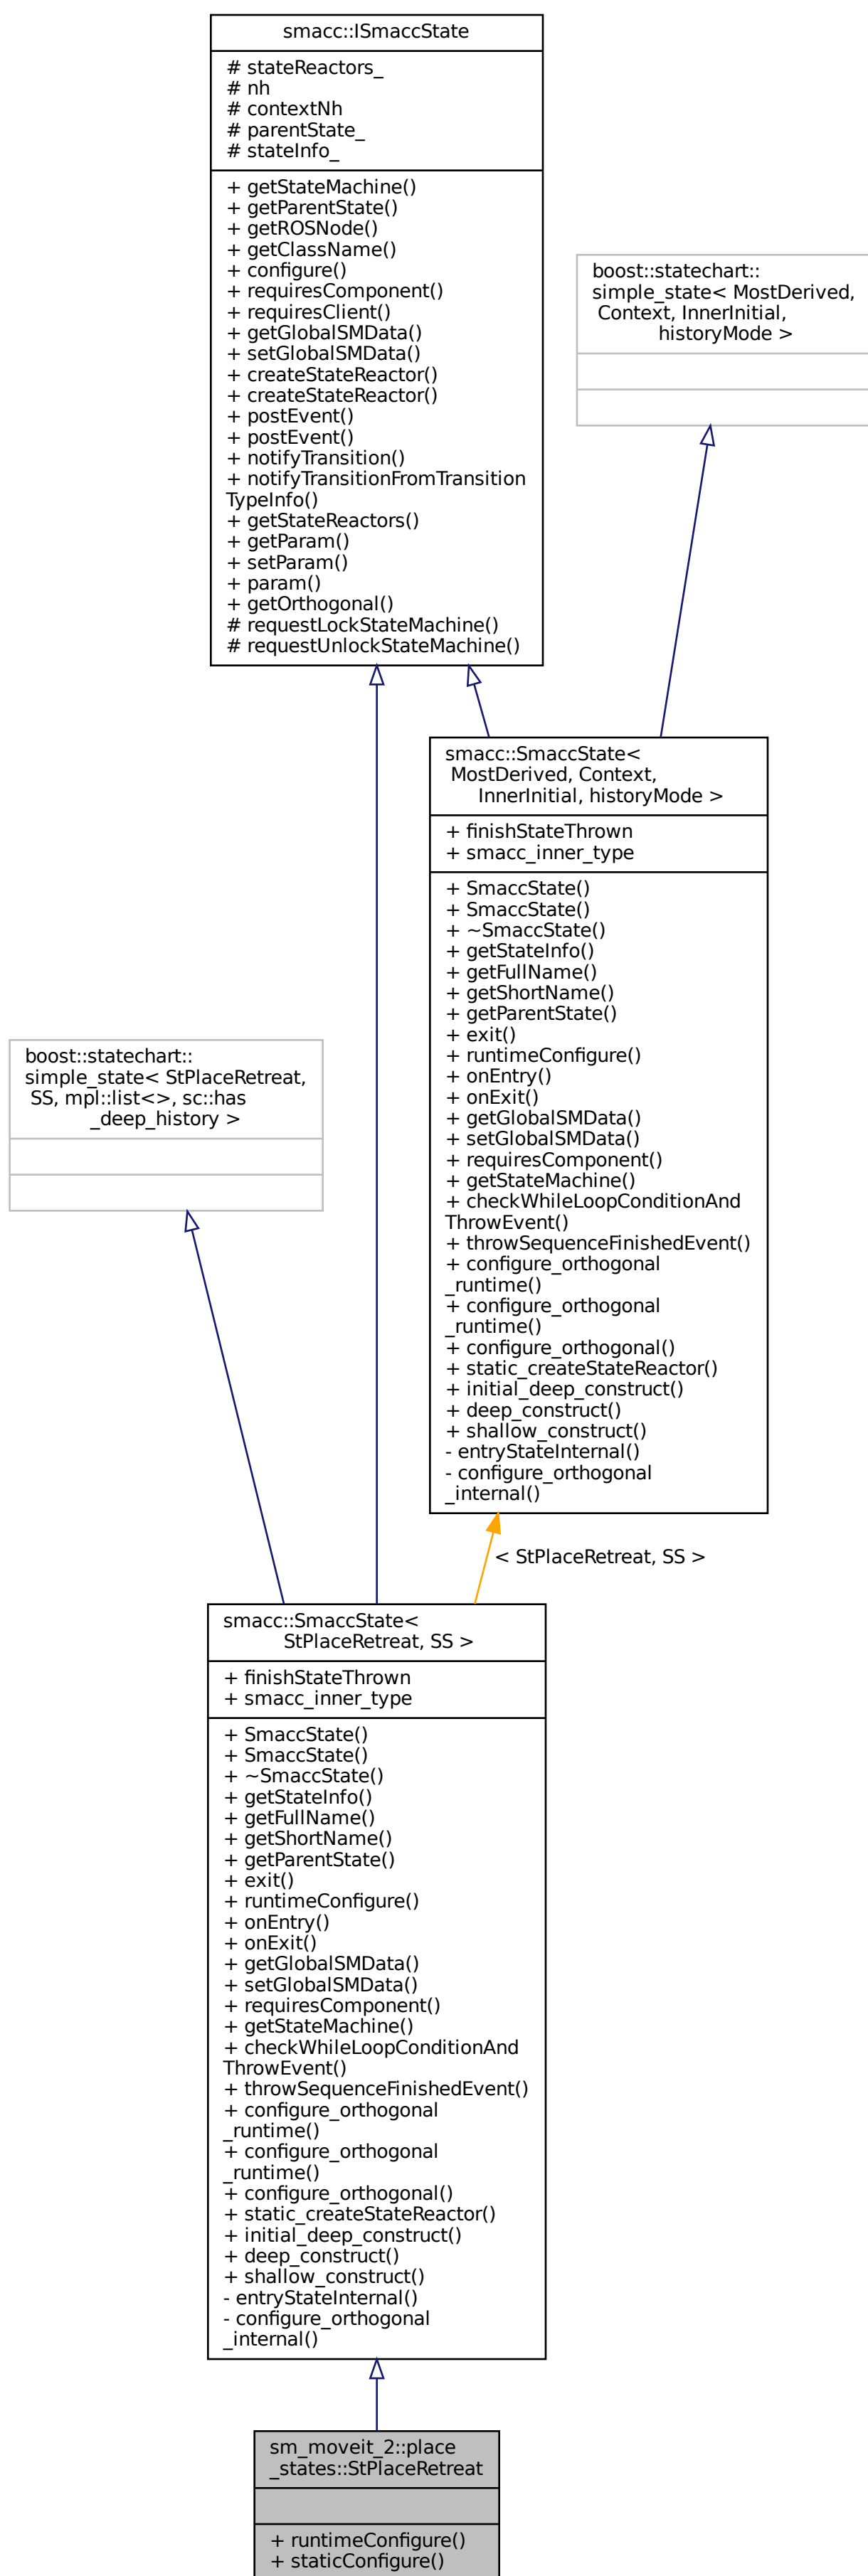 smacc::ISmaccState
# stateReactors_
# nh
# contextNh
# parentState_
# stateInfo_
+ getStateMachine()
+ getParentState()
+ getROSNode()
+ getClassName()
+ configure()
+ requiresComponent()
+ requiresClient()
+ getGlobalSMData()
+ setGlobalSMData()
+ createStateReactor()
+ createStateReactor()
+ postEvent()
+ postEvent()
+ notifyTransition()
+ notifyTransitionFromTransition
TypeInfo()
+ getStateReactors()
+ getParam()
+ setParam()
+ param()
+ getOrthogonal()
# requestLockStateMachine()
# requestUnlockStateMachine()
boost::statechart::
simple_state< MostDerived,
Context, InnerInitial,
historyMode >
smacc::SmaccState<
MostDerived, Context,
InnerInitial, historyMode >
+ finishStateThrown
+ smacc_inner_type
+ SmaccState()
+ SmaccState()
+ ~SmaccState()
+ getStateInfo()
+ getFullName()
+ getShortName()
+ getParentState()
+ exit()
+ runtimeConfigure()
+ onEntry()
+ onExit()
+ getGlobalSMData()
+ setGlobalSMData()
+ requiresComponent()
+ getStateMachine()
+ checkWhileLoopConditionAnd
ThrowEvent()
+ throwSequenceFinishedEvent()
+ configure_orthogonal
_runtime()
+ configure_orthogonal
_runtime()
+ configure_orthogonal()
+ static_createStateReactor()
+ initial_deep_construct()
+ deep_construct()
+ shallow_construct()
- entryStateInternal()
- configure_orthogonal
_internal()
boost::statechart::
simple_state< StPlaceRetreat,
SS, mpl::list<>, sc::has
_deep_history >
< StPlaceRetreat, SS >
smacc::SmaccState<
StPlaceRetreat, SS >
+ finishStateThrown
+ smacc_inner_type
+ SmaccState()
+ SmaccState()
+ ~SmaccState()
+ getStateInfo()
+ getFullName()
+ getShortName()
+ getParentState()
+ exit()
+ runtimeConfigure()
+ onEntry()
+ onExit()
+ getGlobalSMData()
+ setGlobalSMData()
+ requiresComponent()
+ getStateMachine()
+ checkWhileLoopConditionAnd
ThrowEvent()
+ throwSequenceFinishedEvent()
+ configure_orthogonal
_runtime()
+ configure_orthogonal
_runtime()
+ configure_orthogonal()
+ static_createStateReactor()
+ initial_deep_construct()
+ deep_construct()
+ shallow_construct()
- entryStateInternal()
- configure_orthogonal
_internal()
sm_moveit_2::place
_states::StPlaceRetreat
+ runtimeConfigure()
+ staticConfigure()